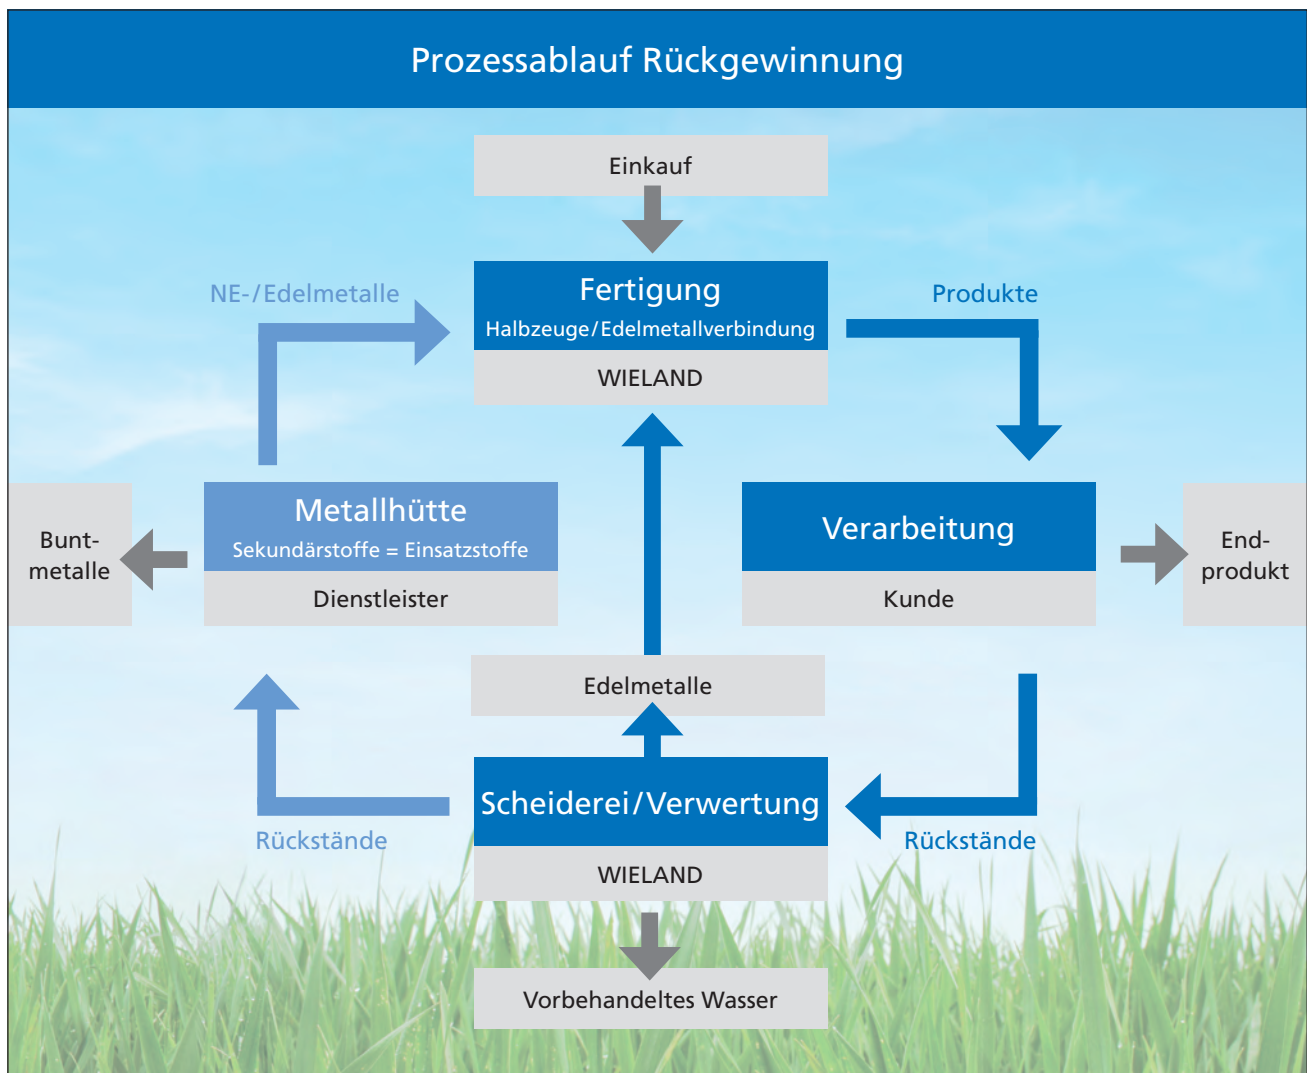 Prozessablauf Rückgewinnung
Einkauf
NE-/Edelmetalle
Fertigung
Halbzeuge/Edelmetallverbindung
WIELAND
Produkte
Bunt-
metalle
Metallhütte
Sekundärstoffe = Einsatzstoffe
Dienstleister
Verarbeitung
Kunde
End-
produkt
Edelmetalle
Rückstände
Scheiderei/Verwertung
WIELAND
Rückstände
Vorbehandeltes Wasser